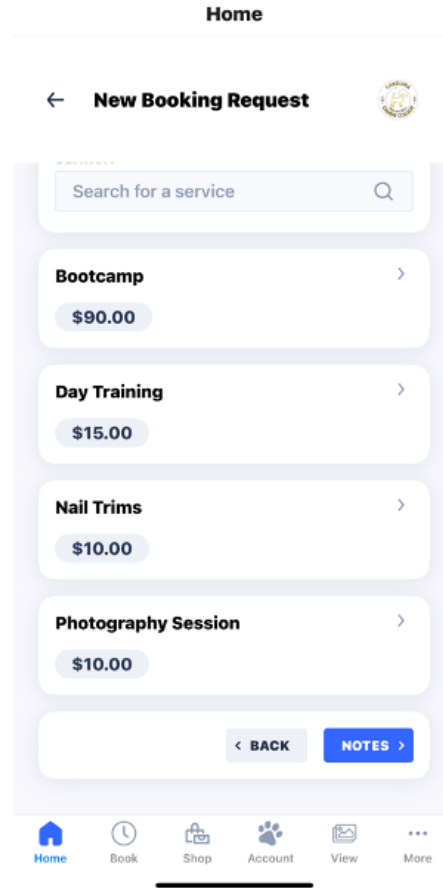 Home
New Booking Request
Search for a service
Bootcamp
$90.00
Day Training
$15.00
Nail Trims
$10.00
Photography Session
$10.00
BACK
NOTES
Home
Book
Shop
Account
View
More